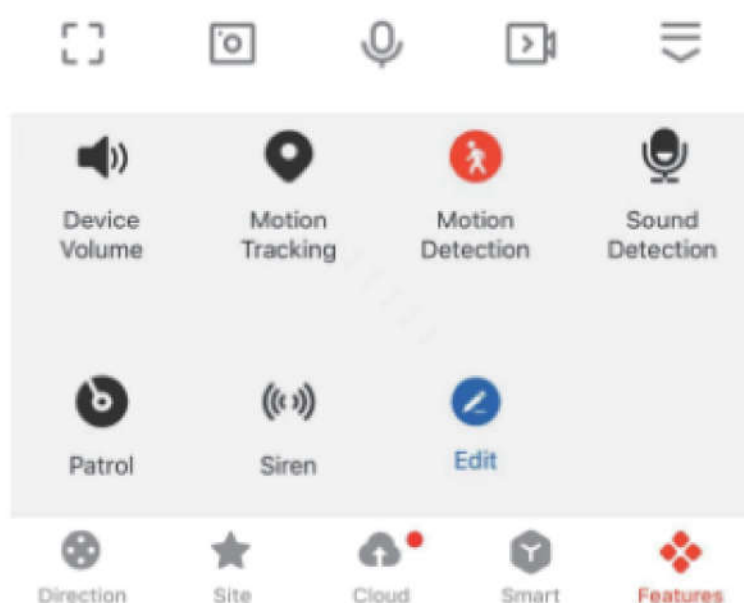 Device Motion Motion Sound
Volume Tracking Detection Detection
Patrol Siren Edit
Direction Site Cloud Smart Features